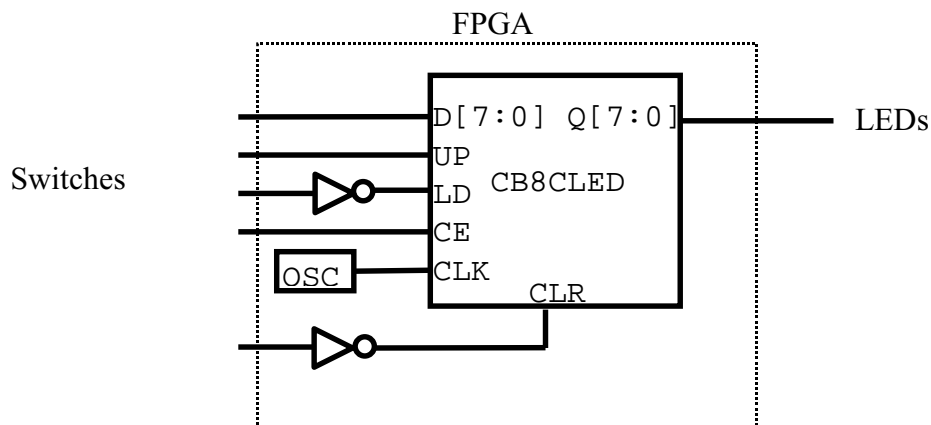 FPGA
D[7:0] Q[7:0]
LEDs
UP
Switches
CB8CLED
LD
CE
OSC
CLK
CLR